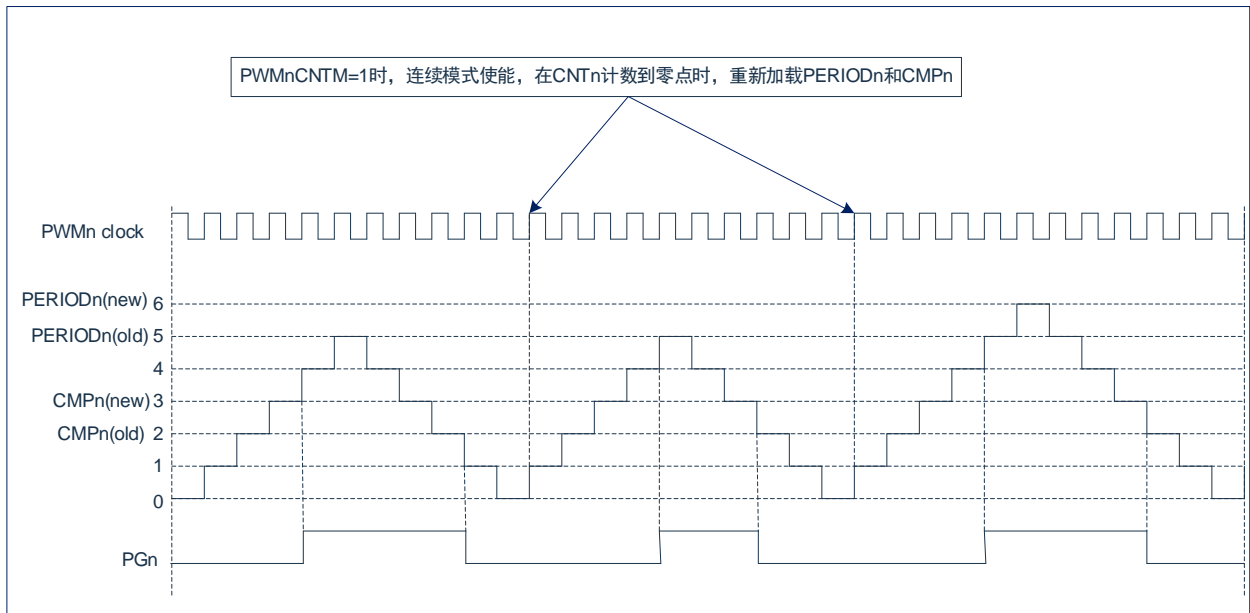 PWMnCNTM=1时，连续模式使能，在CNTn计数到零点时，重新加载PERIODn和CMPn
PWMn clock
PERIODn(new) 6
PERIODn(old) 5
4
CMPn(new) 3
CMPn(old) 2
1
0
PGn